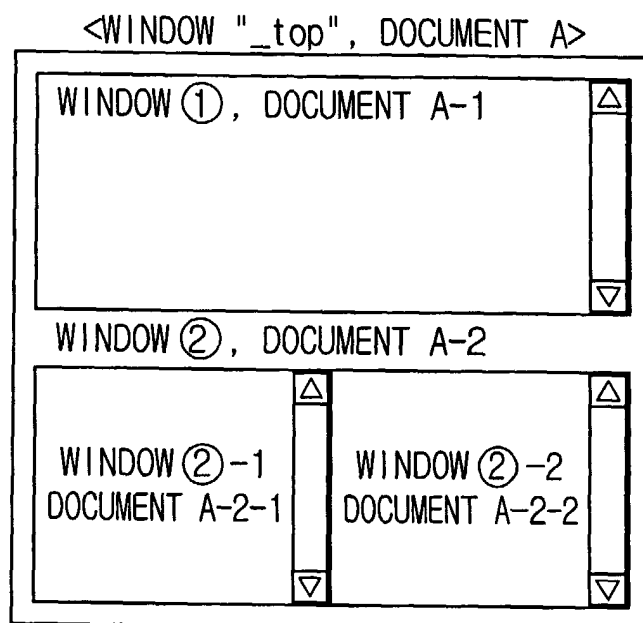 <WINDOW "_top", DOCUMENT A>
WINDOW ①, DOCUMENT A-1
WINDOW ②, DOCUMENT A-2
WINDOW ②-1
DOCUMENT A-2-1
WINDOW ②-2
DOCUMENT A-2-2